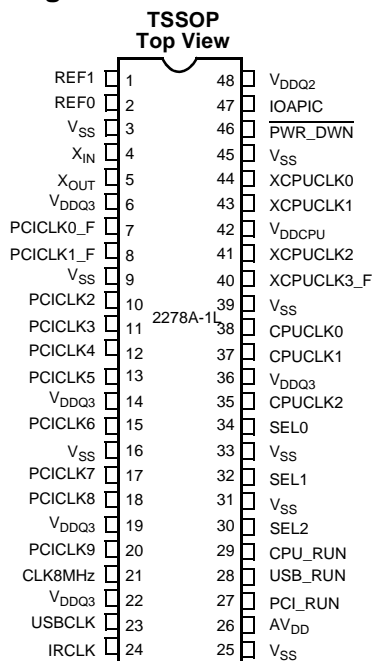 TSSOP
Top View
REF1 1 48 VDDQ2
REF0 2 47 IOAPIC
VSS 3 46 PWR_DWN
XIN 4 45 VSS
XOUT 5 44 XCPUCLK0
VDDQ3 6 43 XCPUCLK1
PCICLK0_F 7 42 VDDCPU
PCICLK1_F 8 41 XCPUCLK2
VSS 9 40 XCPUCLK3_F
PCICLK2 10 39 VSS
PCICLK3 11 2278A-1L 38 CPUCLK0
PCICLK4 12 37 CPUCLK1
PCICLK5 13 36 VDDQ3
VDDQ3 14 35 CPUCLK2
PCICLK6 15 34 SEL0
VSS 16 33 VSS
PCICLK7 17 32 SEL1
PCICLK8 18 31 VSS
VDDQ3 19 30 SEL2
PCICLK9 20 29 CPU_RUN
CLK8MHz 21 28 USB_RUN
VDDQ3 22 27 PCI_RUN
USBCLK 23 26 AVDD
IRCLK 24 25 VSS